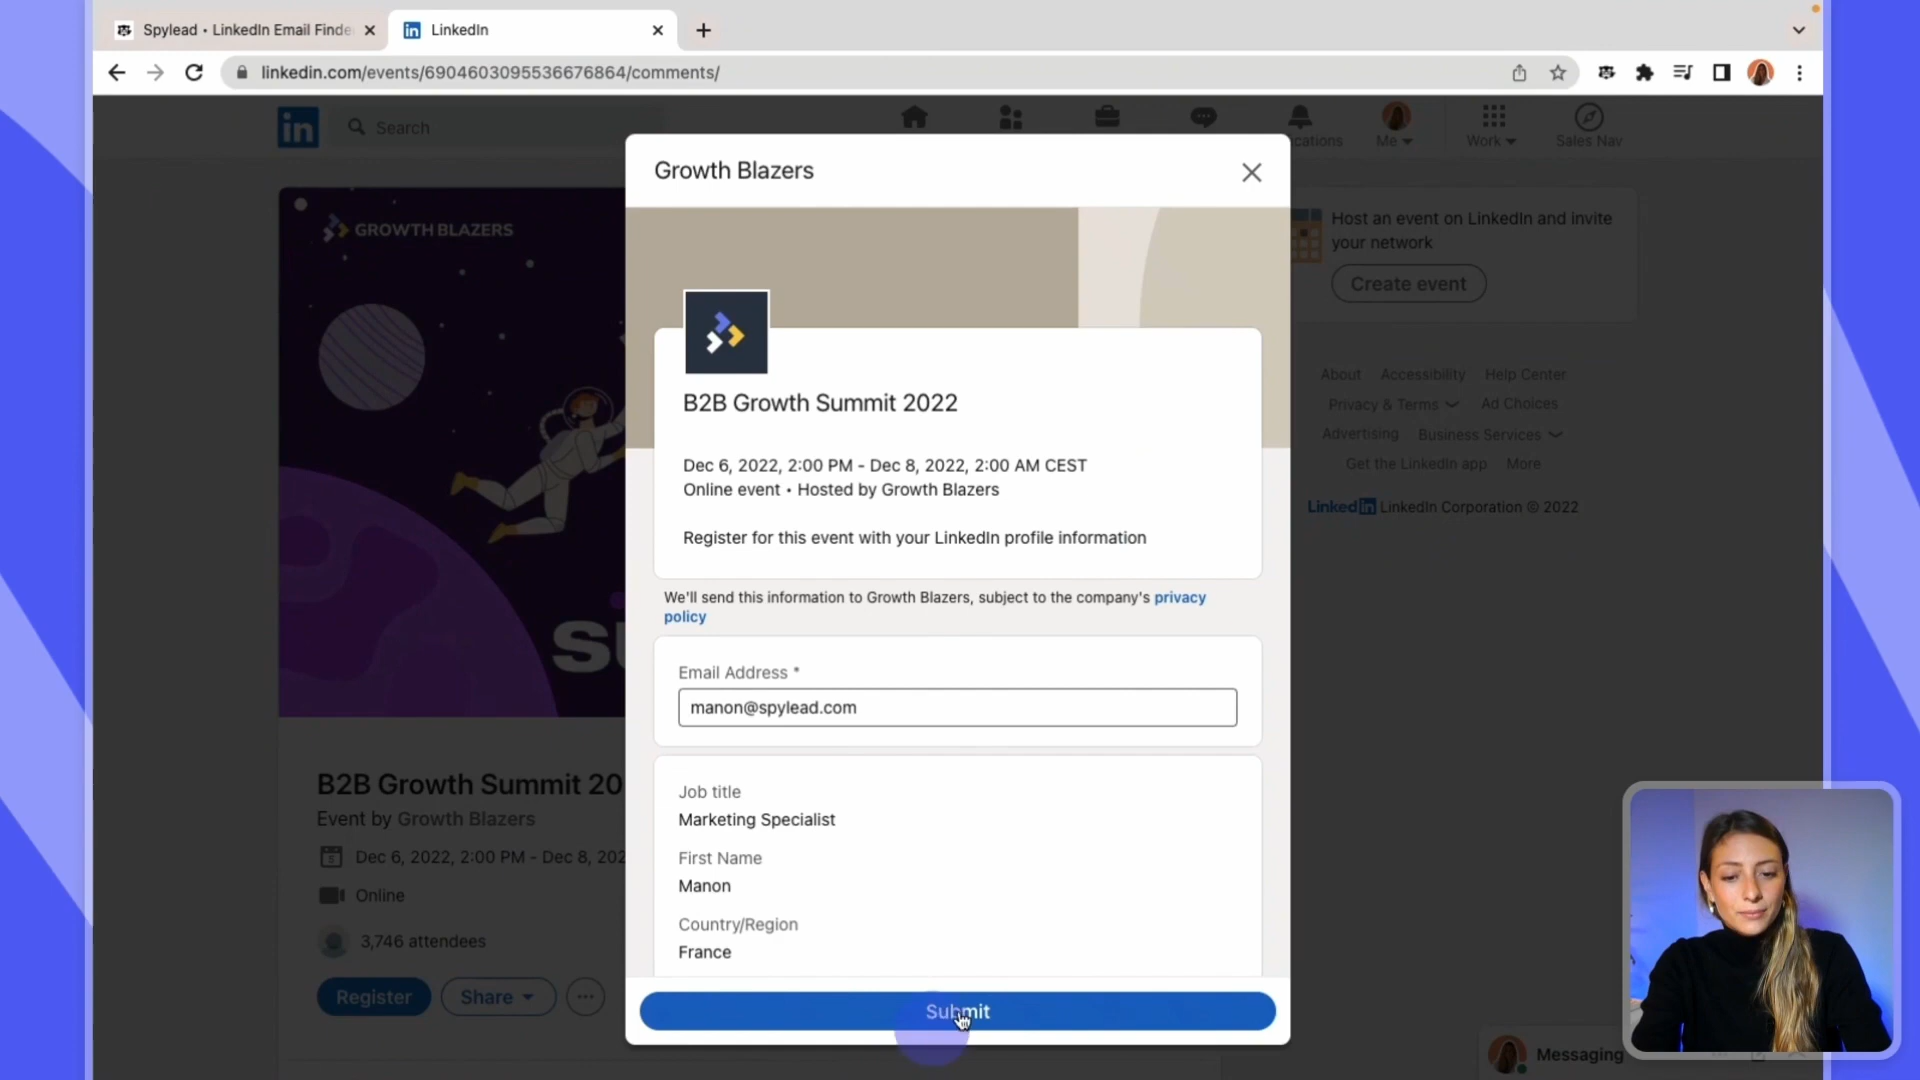 Spylead • LinkedIn Email Finde
LinkedIn
linkedin.com/events/6904603095536676864/comments/
in
Search
cations
Me
Work
Sales Nav
Growth Blazers
GROWTH BLAZERS
Host an event on LinkedIn and invite
your network
Create event
B2B Growth Summit 2022
Dec 6, 2022, 2:00 PM - Dec 8, 2022, 2:00 AM CEST
Online event • Hosted by Growth Blazers
Register for this event with your LinkedIn profile information
About Accessibility Help Center
Privacy & Terms Ad Choices
Advertising Business Services
Get the LinkedIn app More
LinkedIn LinkedIn Corporation © 2022
We'll send this information to Growth Blazers, subject to the company's privacy
policy
Email Address *
manon@spylead.com
Job title
Marketing Specialist
First Name
Manon
Country/Region
France
Submit
SU
B2B Growth Summit 20
Event by Growth Blazers
Dec 6, 2022, 2:00 PM - Dec 8, 202
Online
3,746 attendees
Register
Share
Messaging